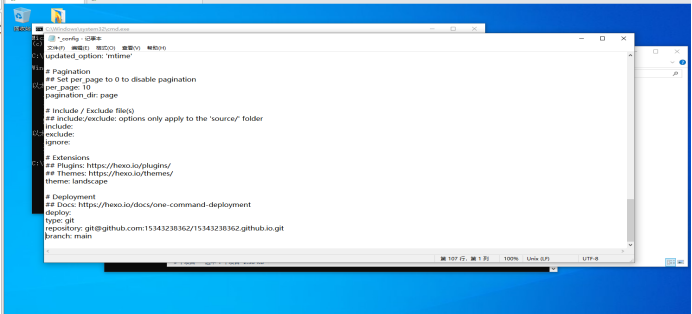 C:\Windows\system32\cmd.exe
*_config - 记事本
文件(F) 编辑(E) 格式(O) 查看(V) 帮助(H)
updated_option: 'mtime'
# Pagination
## Set per_page to 0 to disable pagination
per_page: 10
pagination_dir: page
# Include / Exclude file(s)
## include:/exclude: options only apply to the 'source/' folder
include:
exclude:
ignore:
# Extensions
## Plugins: https://hexo.io/plugins/
## Themes: https://hexo.io/themes/
theme: landscape
# Deployment
## Docs: https://hexo.io/docs/one-command-deployment
deploy:
type: git
repository: git@github.com:15343238362/15343238362.github.io.git
branch: main
第 107 行, 第 1 列 100% Unix (LF) UTF-8